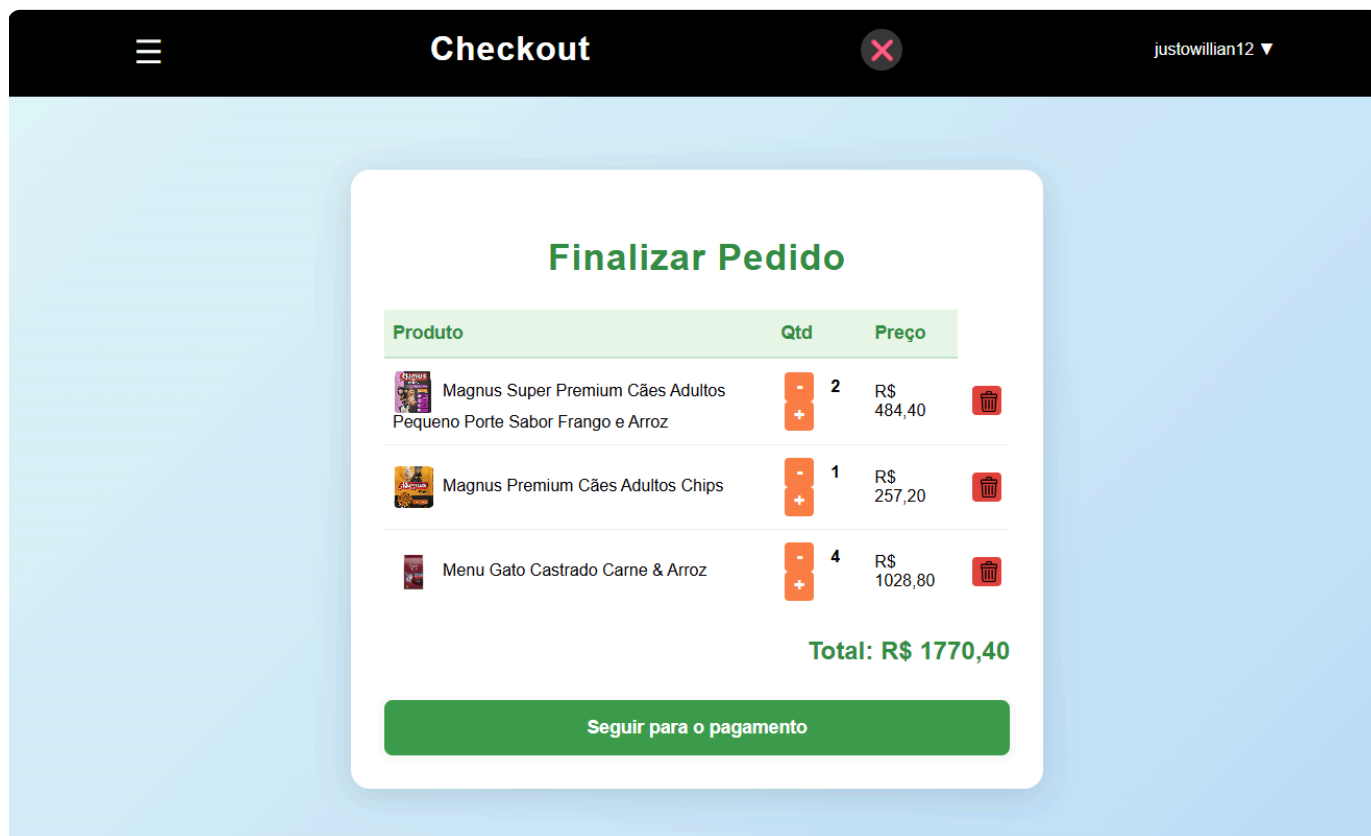 ☰ Checkout justowillian12 ▼
Finalizar Pedido
Produto Qtd Preço
Magnus Super Premium Cães Adultos
Pequeno Porte Sabor Frango e Arroz
- 2
+
R$
484,40
Magnus Premium Cães Adultos Chips
- 1
+
R$
257,20
Menu Gato Castrado Carne & Arroz
- 4
+
R$
1028,80
Total: R$ 1770,40
Seguir para o pagamento